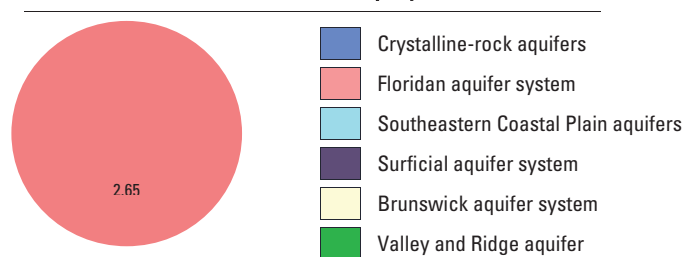 Crystalline-rock aquifers
Floridan aquifer system
Southeastern Coastal Plain aquifers
2.65
Surficial aquifer system
Brunswick aquifer system
Valley and Ridge aquifer